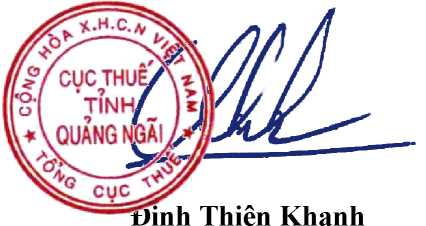 CỘNG HÒA X.H.C.N VIỆT NAM
CỤC THUẾ
TỈNH
QUẢNG NGÃI
★ TỔNG CỤC THUẾ ★
Đinh Thiên Khanh